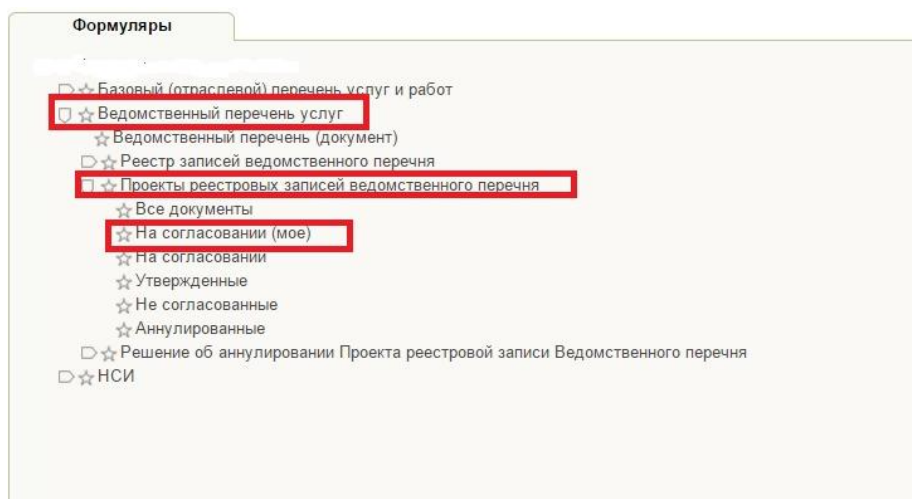 Формуляры
Базовый (отраслевой) перечень услуг и работ
Ведомственный перечень услуг
Ведомственный перечень (документ)
Реестр записей ведомственного перечня
Проекты реестровых записей ведомственного перечня
Все документы
На согласовании (мое)
На согласовании
Утвержденные
Не согласованные
Аннулированные
Решение об аннулировании Проекта реестровой записи Ведомственного перечня
НСИ